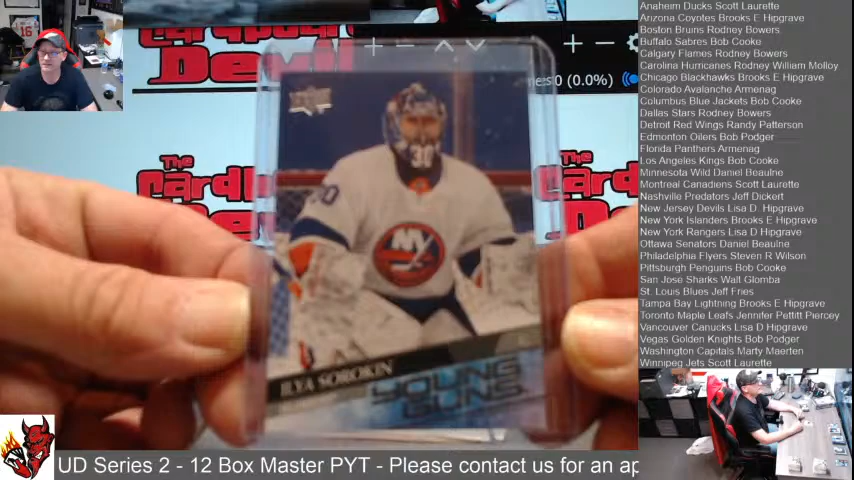 Anaheim Ducks Scott Laurette
Arizona Coyotes Brooks E Hipgrave
Boston Bruins Rodney Bowers
Buffalo Sabres Bob Cooke
Calgary Flames Rodney Bowers
Carolina Hurricanes Rodney William Molloy
Chicago Blackhawks Brooks E Hipgrave
Colorado Avalanche Armenag
Columbus Blue Jackets Bob Cooke
Dallas Stars Rodney Bowers
Detroit Red Wings Randy Patterson
Edmonton Oilers Bob Podger
Florida Panthers Armenag
Los Angeles Kings Bob Cooke
Minnesota Wild Daniel Beaulne
Montreal Canadiens Scott Laurette
Nashville Predators Jeff Dickert
New Jersey Devils Lisa D. Hipgrave
New York Islanders Brooks E Hipgrave
New York Rangers Lisa D Hipgrave
Ottawa Senators Daniel Beaulne
Philadelphia Flyers Steven R Wilson
Pittsburgh Penguins Bob Cooke
San Jose Sharks Walt Glomba
St. Louis Blues Jeff Fries
Tampa Bay Lightning Brooks E Hipgrave
Toronto Maple Leafs Jennifer Pettitt Piercey
Vancouver Canucks Lisa D Hipgrave
Vegas Golden Knights Bob Podger
Washington Capitals Marty Maerten
Winnipeg Jets Scott Laurette
16
Cardboard
Devil
0 (0.0%)
The
Cardb
Dev
The
Cardboard
Devil
30
30
NY
ILYA SOROKIN
YOUNG
GUNS
UD Series 2 - 12 Box Master PYT - Please contact us for an ap